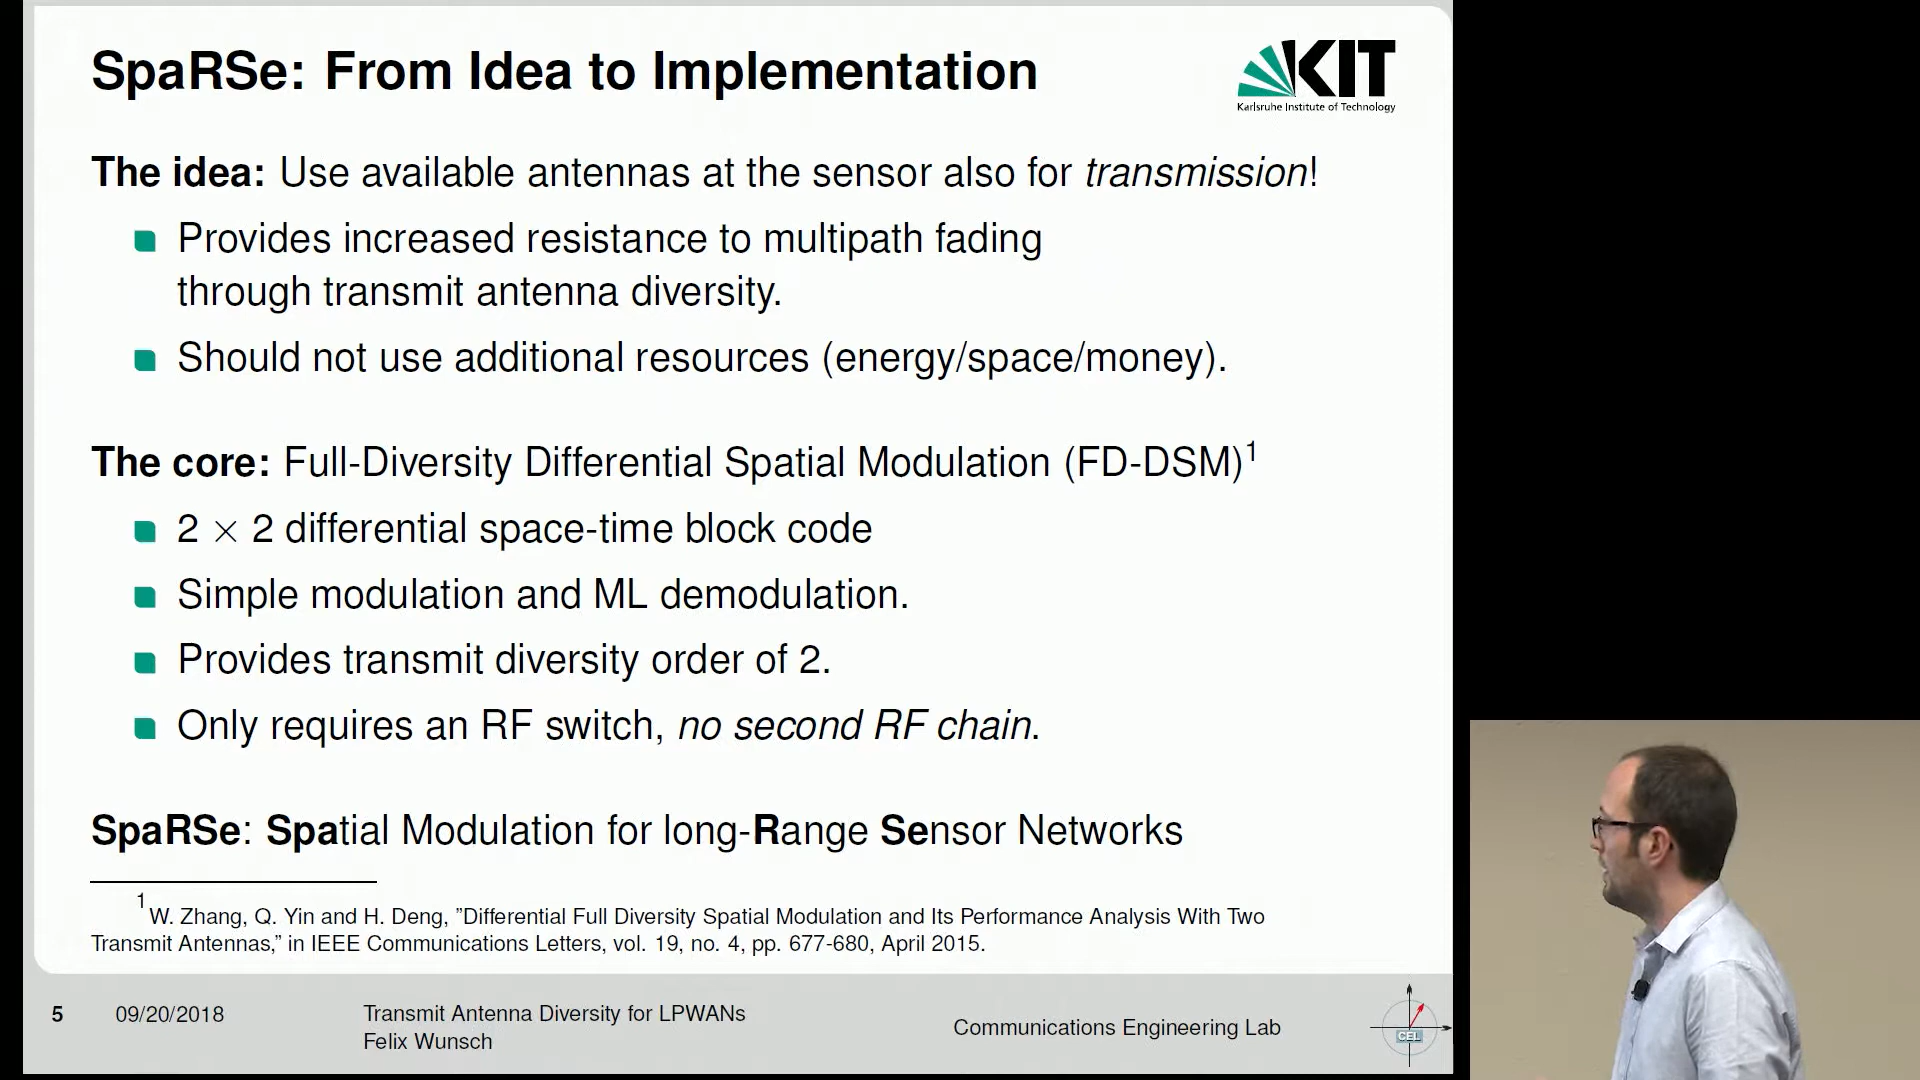 SpaRSe: From Idea to Implementation
KIT
Karlsruhe Institute of Technology
The idea: Use available antennas at the sensor also for transmission!
Provides increased resistance to multipath fading
through transmit antenna diversity.
Should not use additional resources (energy/space/money).
The core: Full-Diversity Differential Spatial Modulation (FD-DSM)1
2 × 2 differential space-time block code
Simple modulation and ML demodulation.
Provides transmit diversity order of 2.
Only requires an RF switch, no second RF chain.
SpaRSe: Spatial Modulation for long-Range Sensor Networks
1 W. Zhang, Q. Yin and H. Deng, ”Differential Full Diversity Spatial Modulation and Its Performance Analysis With Two
Transmit Antennas,” in IEEE Communications Letters, vol. 19, no. 4, pp. 677-680, April 2015.
5 09/20/2018 Transmit Antenna Diversity for LPWANs
Felix Wunsch
Communications Engineering Lab
CEL